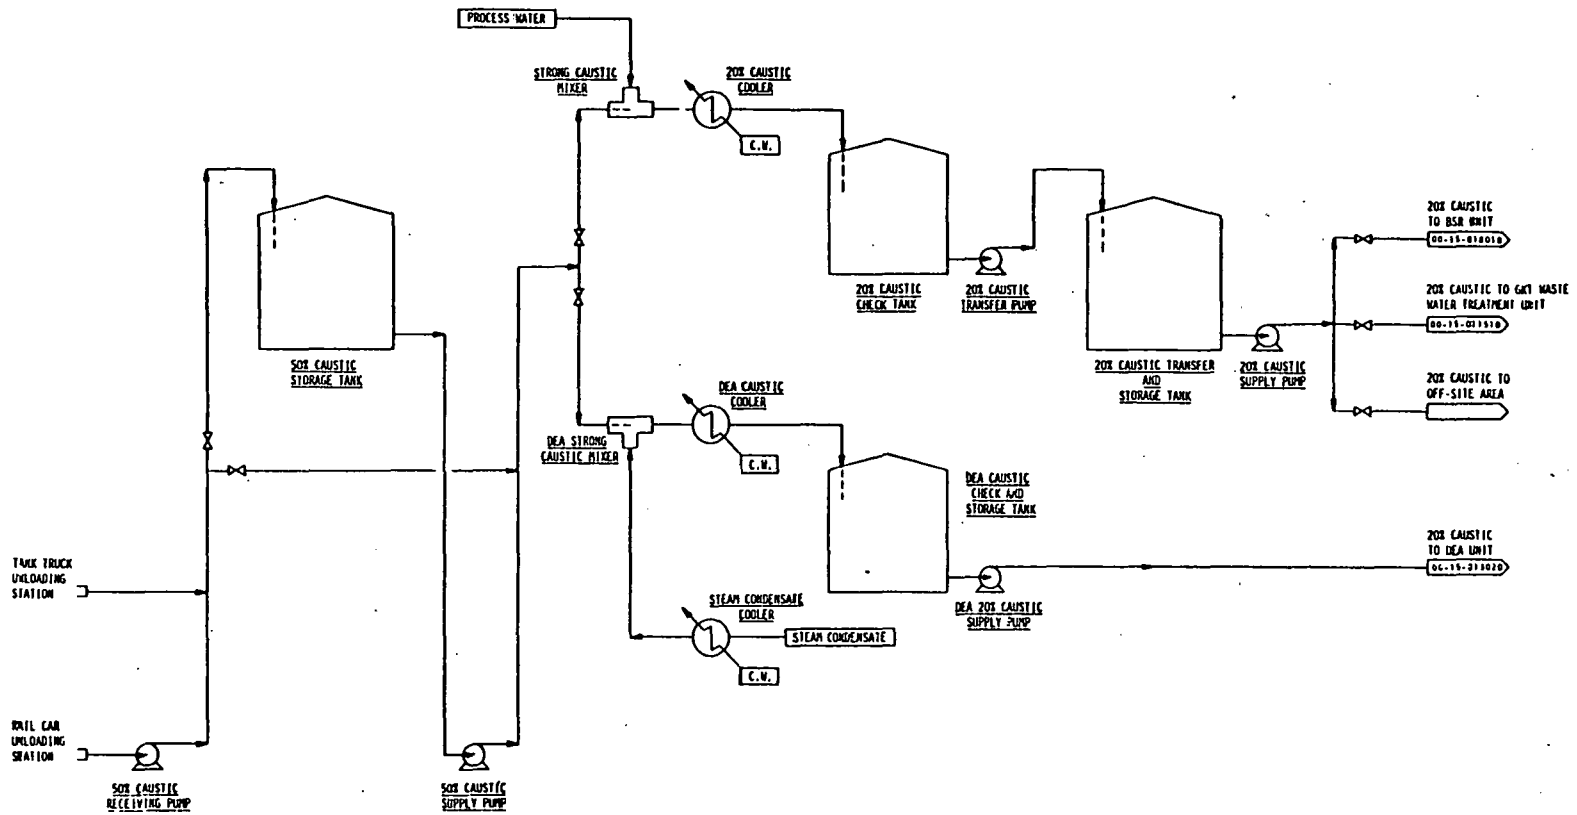 PROCESS WATER
STRONG CAUSTIC
MIXER
20% CAUSTIC
COOLER
C.W.
20% CAUSTIC
CHECK TANK
20% CAUSTIC
TRANSFER PUMP
20% CAUSTIC TRANSFER
AND
STORAGE TANK
20% CAUSTIC
SUPPLY PUMP
20% CAUSTIC
TO BSR UNIT
20% CAUSTIC TO GKT WASTE
WATER TREATMENT UNIT
20% CAUSTIC TO
OFF-SITE AREA
50% CAUSTIC
STORAGE TANK
DEA CAUSTIC
COOLER
C.W.
DEA STRONG
CAUSTIC MIXER
DEA CAUSTIC
CHECK AND
STORAGE TANK
20% CAUSTIC
TO DEA UNIT
DEA 20% CAUSTIC
SUPPLY PUMP
STEAM CONDENSATE
COOLER
STEAM CONDENSATE
C.W.
TANK TRUCK
UNLOADING
STATION
RAIL CAR
UNLOADING
STATION
50% CAUSTIC
RECEIVING PUMP
50% CAUSTIC
SUPPLY PUMP